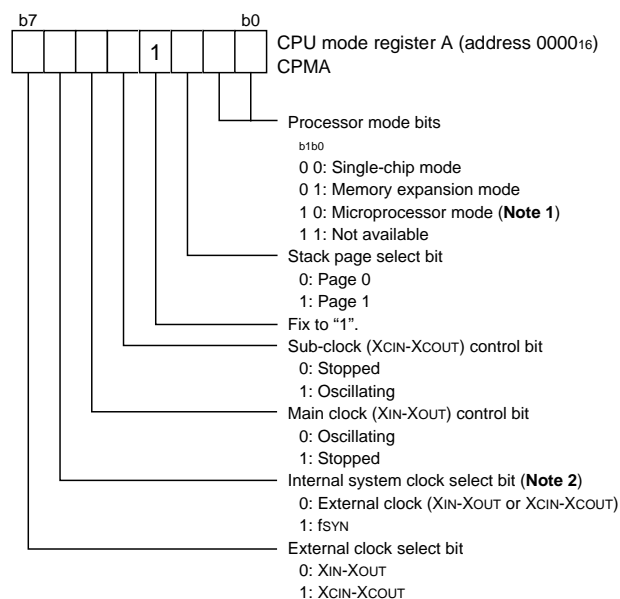 b7 b0
1
CPU mode register A (address 0000₁₆)
CPMA
Processor mode bits
b1b0
0 0: Single-chip mode
0 1: Memory expansion mode
1 0: Microprocessor mode (Note 1)
1 1: Not available
Stack page select bit
0: Page 0
1: Page 1
Fix to “1”.
Sub-clock (XCIN-XCOUT) control bit
0: Stopped
1: Oscillating
Main clock (XIN-XOUT) control bit
0: Oscillating
1: Stopped
Internal system clock select bit (Note 2)
0: External clock (XIN-XOUT or XCIN-XCOUT)
1: fSYN
External clock select bit
0: XIN-XOUT
1: XCIN-XCOUT